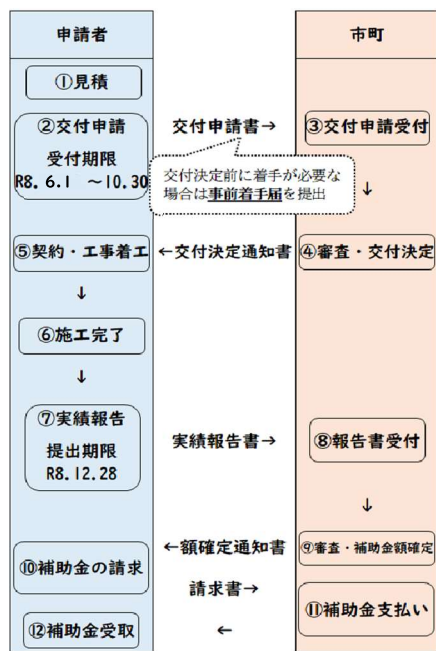 申請者
市町
①見積
②交付申請
受付期限
R8.6.1 ～10.30
交付申請書→
③交付申請受付
交付決定前に着手が必要な
場合は事前着手届を提出
↓
⑤契約・工事着工
←交付決定通知書
④審査・交付決定
↓
⑥施工完了
↓
⑦実績報告
提出期限
R8.12.28
実績報告書→
⑧報告書受付
↓
←額確定通知書
⑨審査・補助金額確定
⑩補助金の請求
請求書→
⑪補助金支払い
⑫補助金受取
←